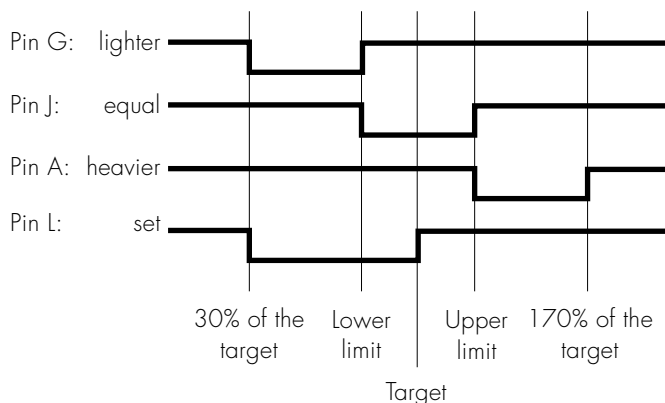 Pin G: lighter
Pin J: equal
Pin A: heavier
Pin L: set
30% of the target
Lower limit
Upper limit
170% of the target
Target